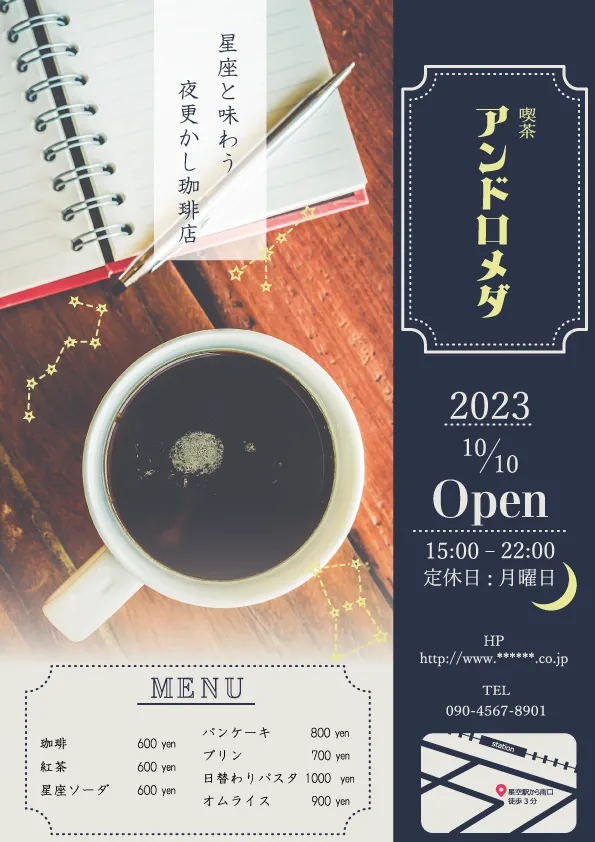 星座と味わう
夜更かし珈琲店
喫茶
アンドロメダ
2023
10/10
Open
15:00 – 22:00
定休日：月曜日
HP
http://www.******.co.jp
TEL
090-4567-8901
station
星空駅から南口
徒歩3分
MENU
珈琲 600 yen
紅茶 600 yen
星座ソーダ 600 yen
パンケーキ 800 yen
プリン 700 yen
日替わりパスタ 1000 yen
オムライス 900 yen